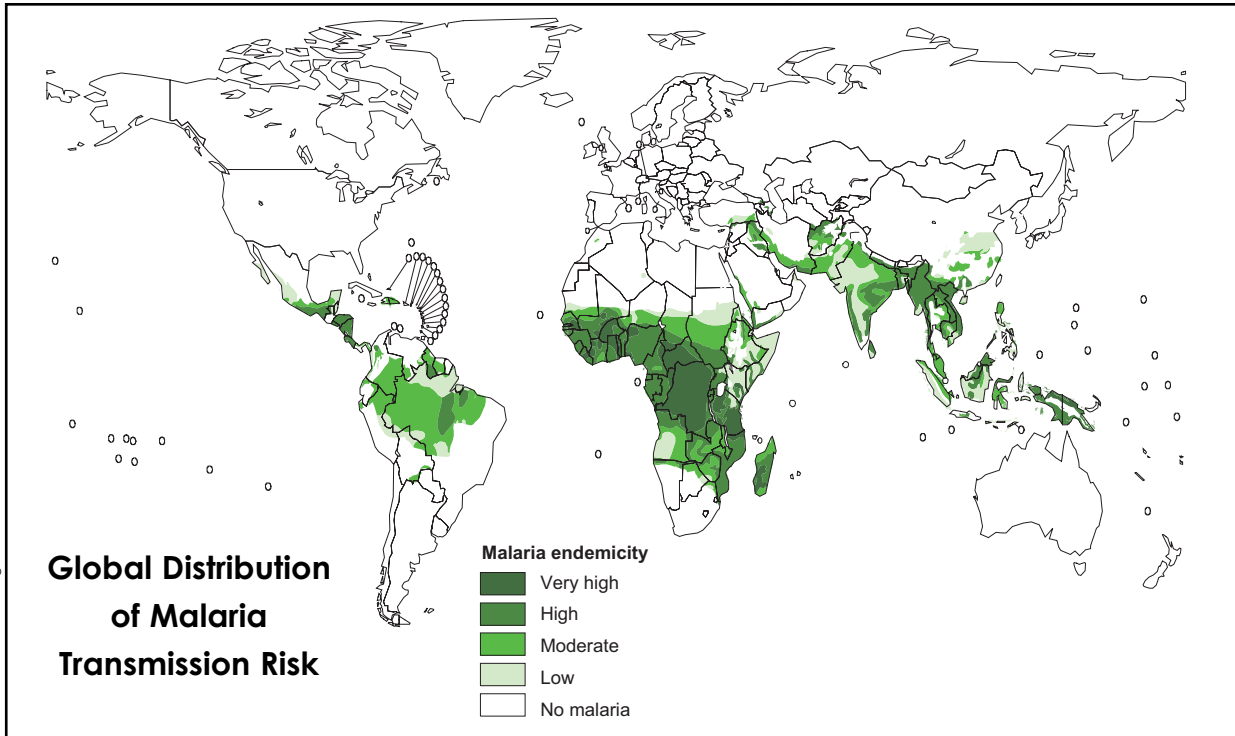 Global Distribution
of Malaria
Transmission Risk
Malaria endemicity
Very high
High
Moderate
Low
No malaria